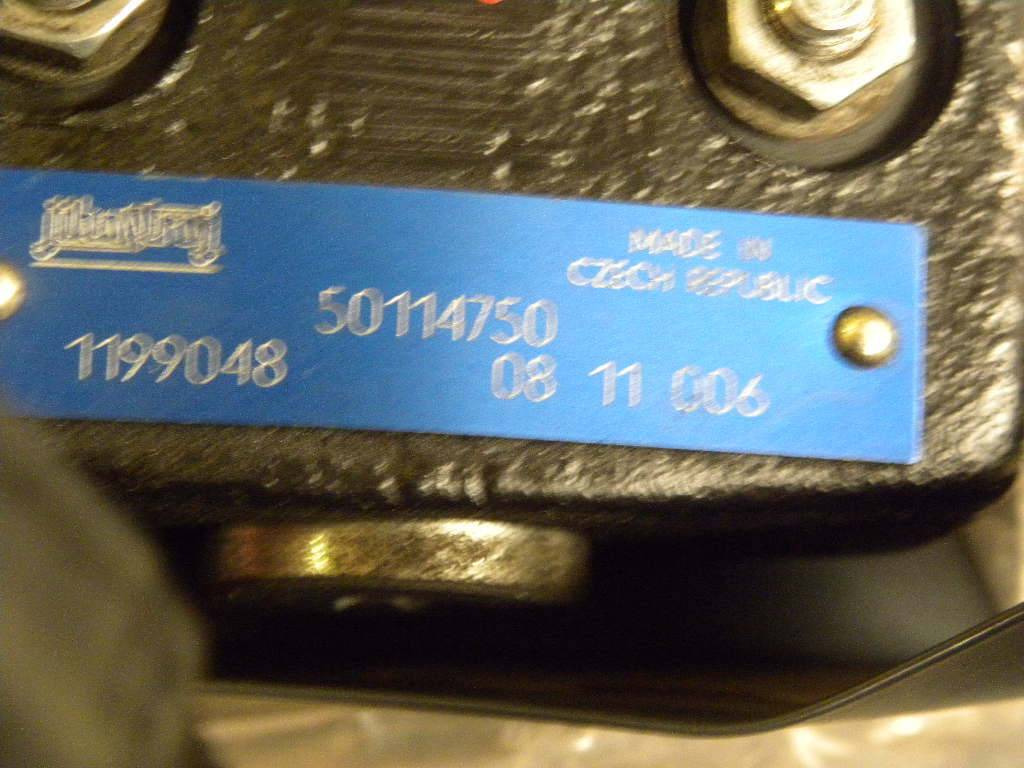 MADE IN
CZECH REPUBLIC
50114750
1199048
08 11 006